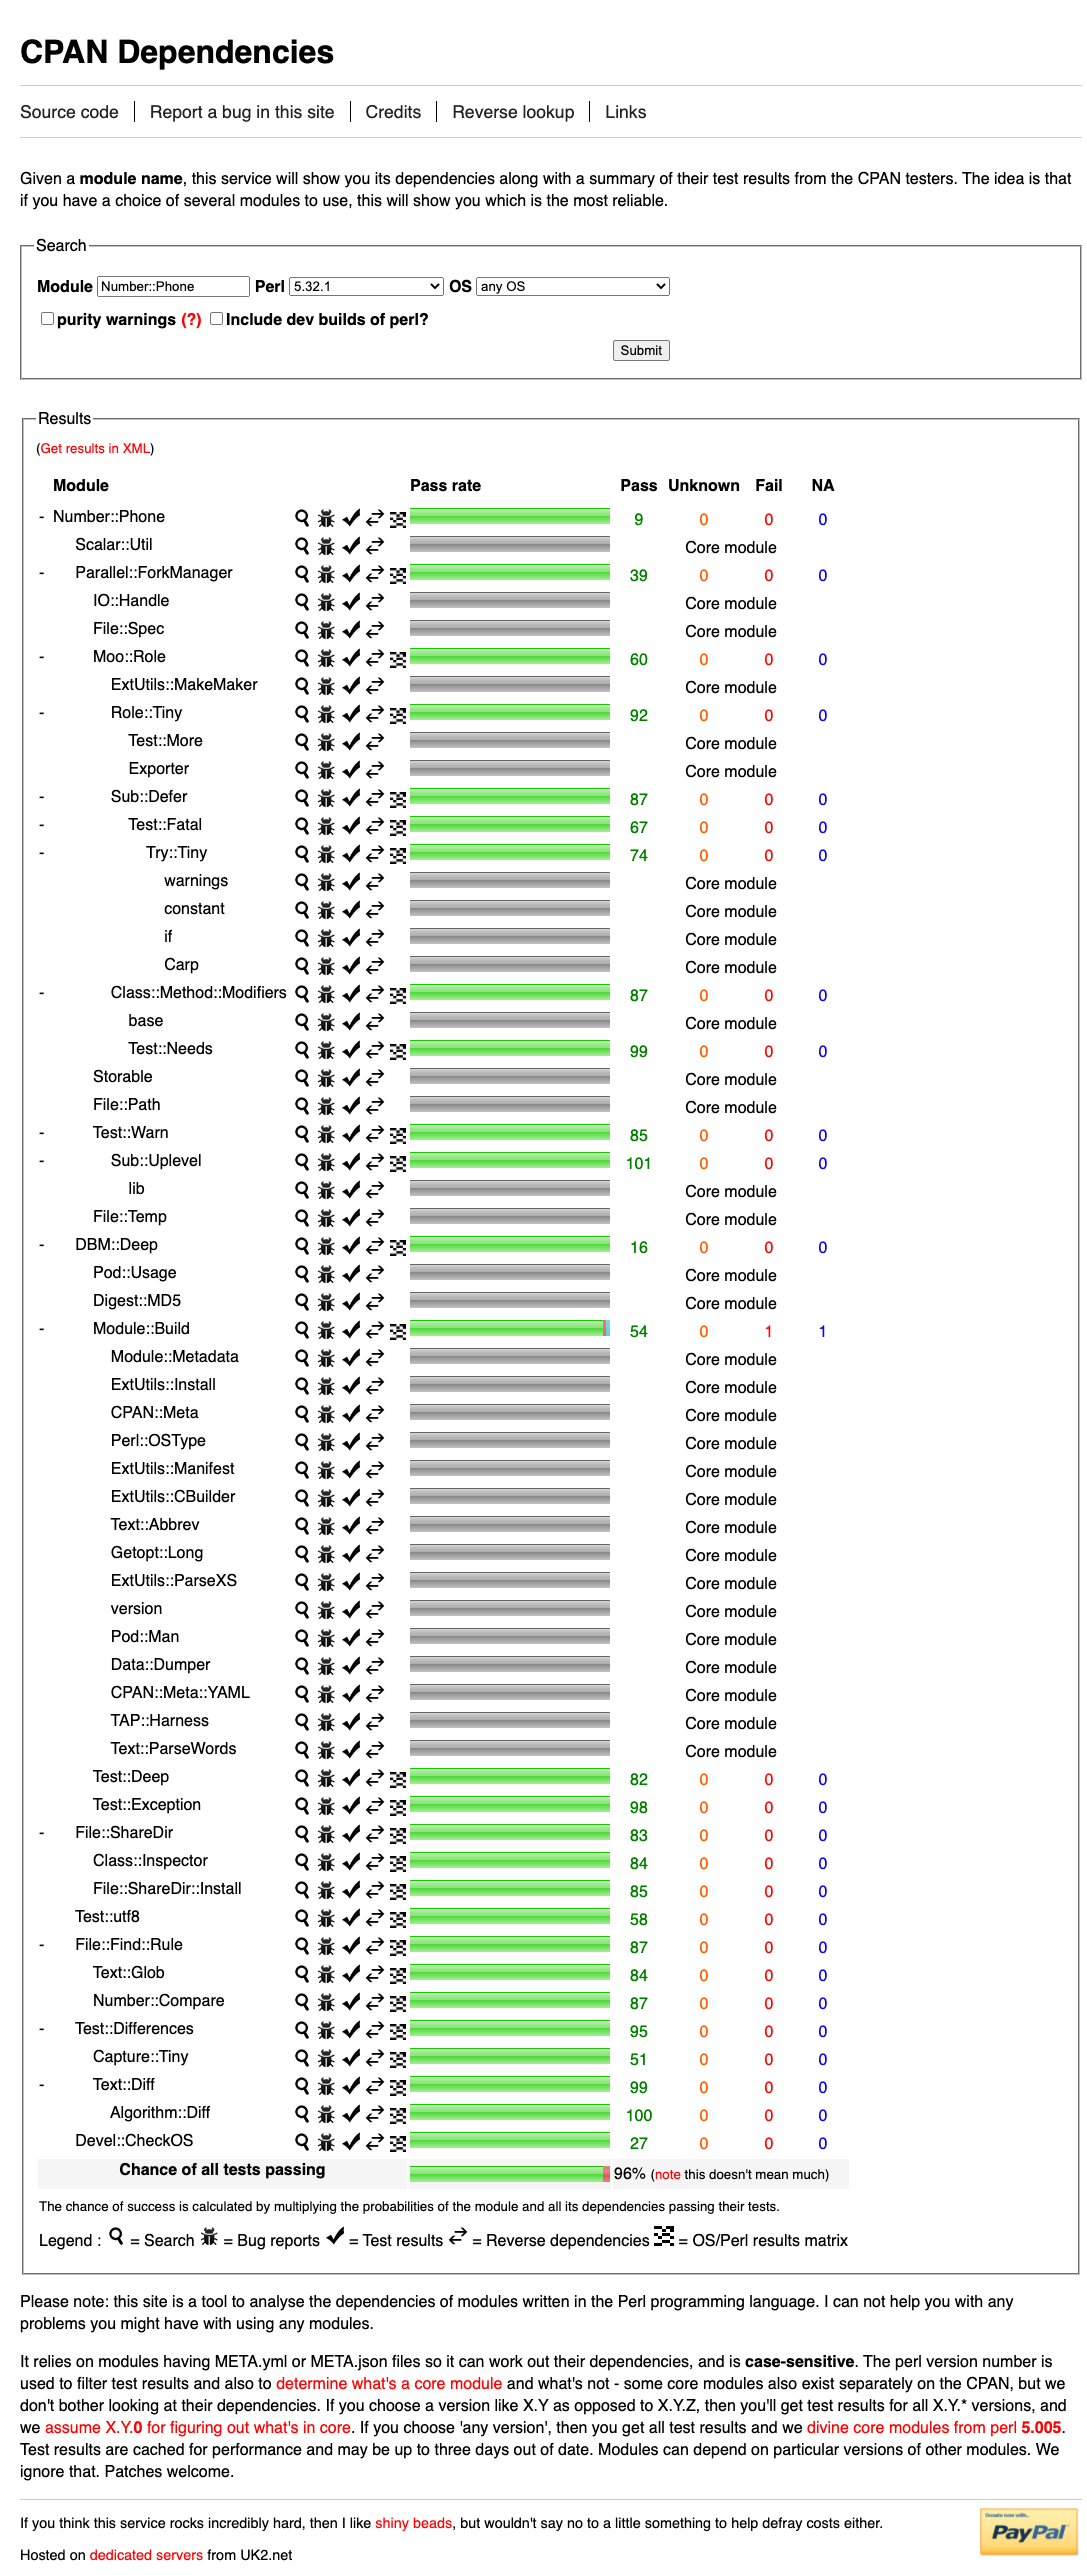 CPAN Dependencies
Source code Report a bug in this site Credits Reverse lookup Links
Given a module name, this service will show you its dependencies along with a summary of their test results from the CPAN testers. The idea is that
if you have a choice of several modules to use, this will show you which is the most reliable.
Search
Module Number::Phone Perl 5.32.1 OS any OS
purity warnings (?) Include dev builds of perl?
Submit
Results
(Get results in XML)
Module Pass rate Pass Unknown Fail NA
- Number::Phone 9 0 0 0
Scalar::Util Core module
- Parallel::ForkManager 39 0 0 0
IO::Handle Core module
File::Spec Core module
- Moo::Role 60 0 0 0
ExtUtils::MakeMaker Core module
- Role::Tiny 92 0 0 0
Test::More Core module
Exporter Core module
- Sub::Defer 87 0 0 0
- Test::Fatal 67 0 0 0
- Try::Tiny 74 0 0 0
warnings Core module
constant Core module
if Core module
Carp Core module
- Class::Method::Modifiers 87 0 0 0
base Core module
Test::Needs 99 0 0 0
Storable Core module
File::Path Core module
- Test::Warn 85 0 0 0
- Sub::Uplevel 101 0 0 0
lib Core module
File::Temp Core module
- DBM::Deep 16 0 0 0
Pod::Usage Core module
Digest::MD5 Core module
- Module::Build 54 0 1 1
Module::Metadata Core module
ExtUtils::Install Core module
CPAN::Meta Core module
Perl::OSType Core module
ExtUtils::Manifest Core module
ExtUtils::CBuilder Core module
Text::Abbrev Core module
Getopt::Long Core module
ExtUtils::ParseXS Core module
version Core module
Pod::Man Core module
Data::Dumper Core module
CPAN::Meta::YAML Core module
TAP::Harness Core module
Text::ParseWords Core module
Test::Deep 82 0 0 0
Test::Exception 98 0 0 0
- File::ShareDir 83 0 0 0
Class::Inspector 84 0 0 0
File::ShareDir::Install 85 0 0 0
Test::utf8 58 0 0 0
- File::Find::Rule 87 0 0 0
Text::Glob 84 0 0 0
Number::Compare 87 0 0 0
- Test::Differences 95 0 0 0
Capture::Tiny 51 0 0 0
- Text::Diff 99 0 0 0
Algorithm::Diff 100 0 0 0
Devel::CheckOS 27 0 0 0
Chance of all tests passing 96% (note this doesn't mean much)
The chance of success is calculated by multiplying the probabilities of the module and all its dependencies passing their tests.
Legend : = Search = Bug reports = Test results = Reverse dependencies = OS/Perl results matrix
Please note: this site is a tool to analyse the dependencies of modules written in the Perl programming language. I can not help you with any
problems you might have with using any modules.
It relies on modules having META.yml or META.json files so it can work out their dependencies, and is case-sensitive. The perl version number is
used to filter test results and also to determine what's a core module and what's not - some core modules also exist separately on the CPAN, but we
don't bother looking at their dependencies. If you choose a version like X.Y as opposed to X.Y.Z, then you'll get test results for all X.Y.* versions, and
we assume X.Y.0 for figuring out what's in core. If you choose 'any version', then you get all test results and we divine core modules from perl 5.005.
Test results are cached for performance and may be up to three days out of date. Modules can depend on particular versions of other modules. We
ignore that. Patches welcome.
If you think this service rocks incredibly hard, then I like shiny beads, but wouldn't say no to a little something to help defray costs either.
Donate now with..
PayPal
Hosted on dedicated servers from UK2.net